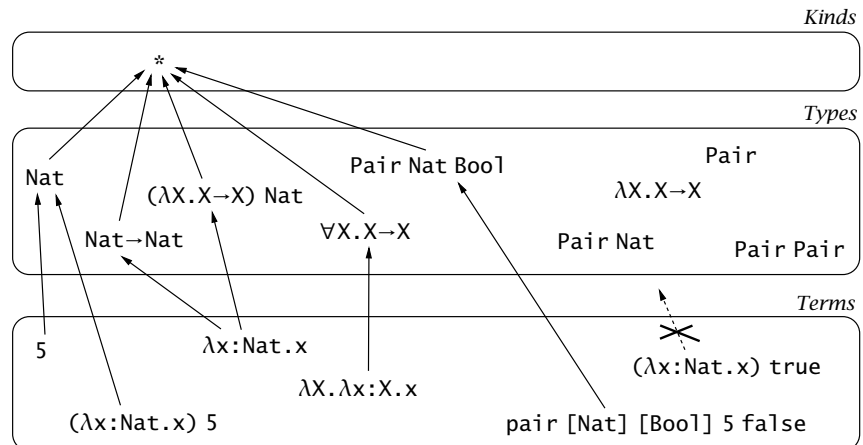 Kinds
*
Types
Nat
(λX.X→X) Nat
Pair Nat Bool
Pair
λX.X→X
Nat→Nat
∀X.X→X
Pair Nat
Pair Pair
Terms
5
λx:Nat.x
(λx:Nat.x) true
λX.λx:X.x
(λx:Nat.x) 5
pair [Nat] [Bool] 5 false